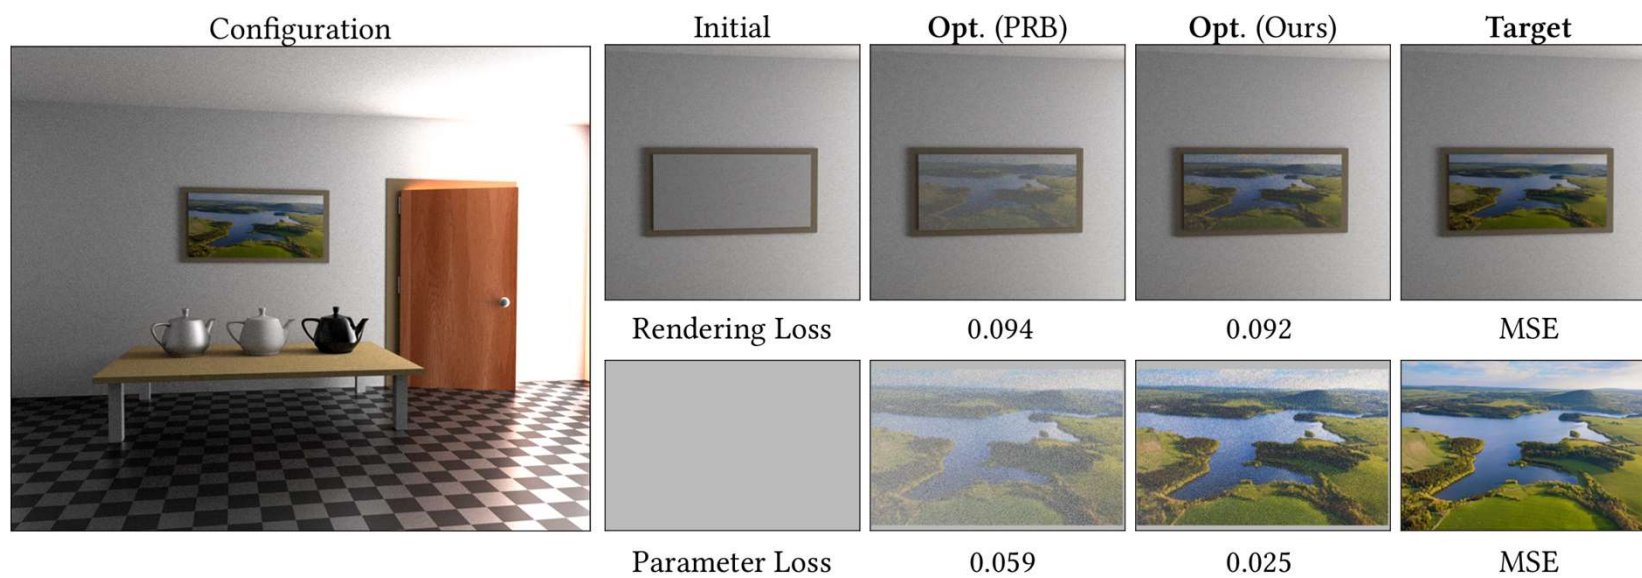 Configuration
Initial
Opt. (PRB)
Opt. (Ours)
Target
Rendering Loss
0.094
0.092
MSE
Parameter Loss
0.059
0.025
MSE